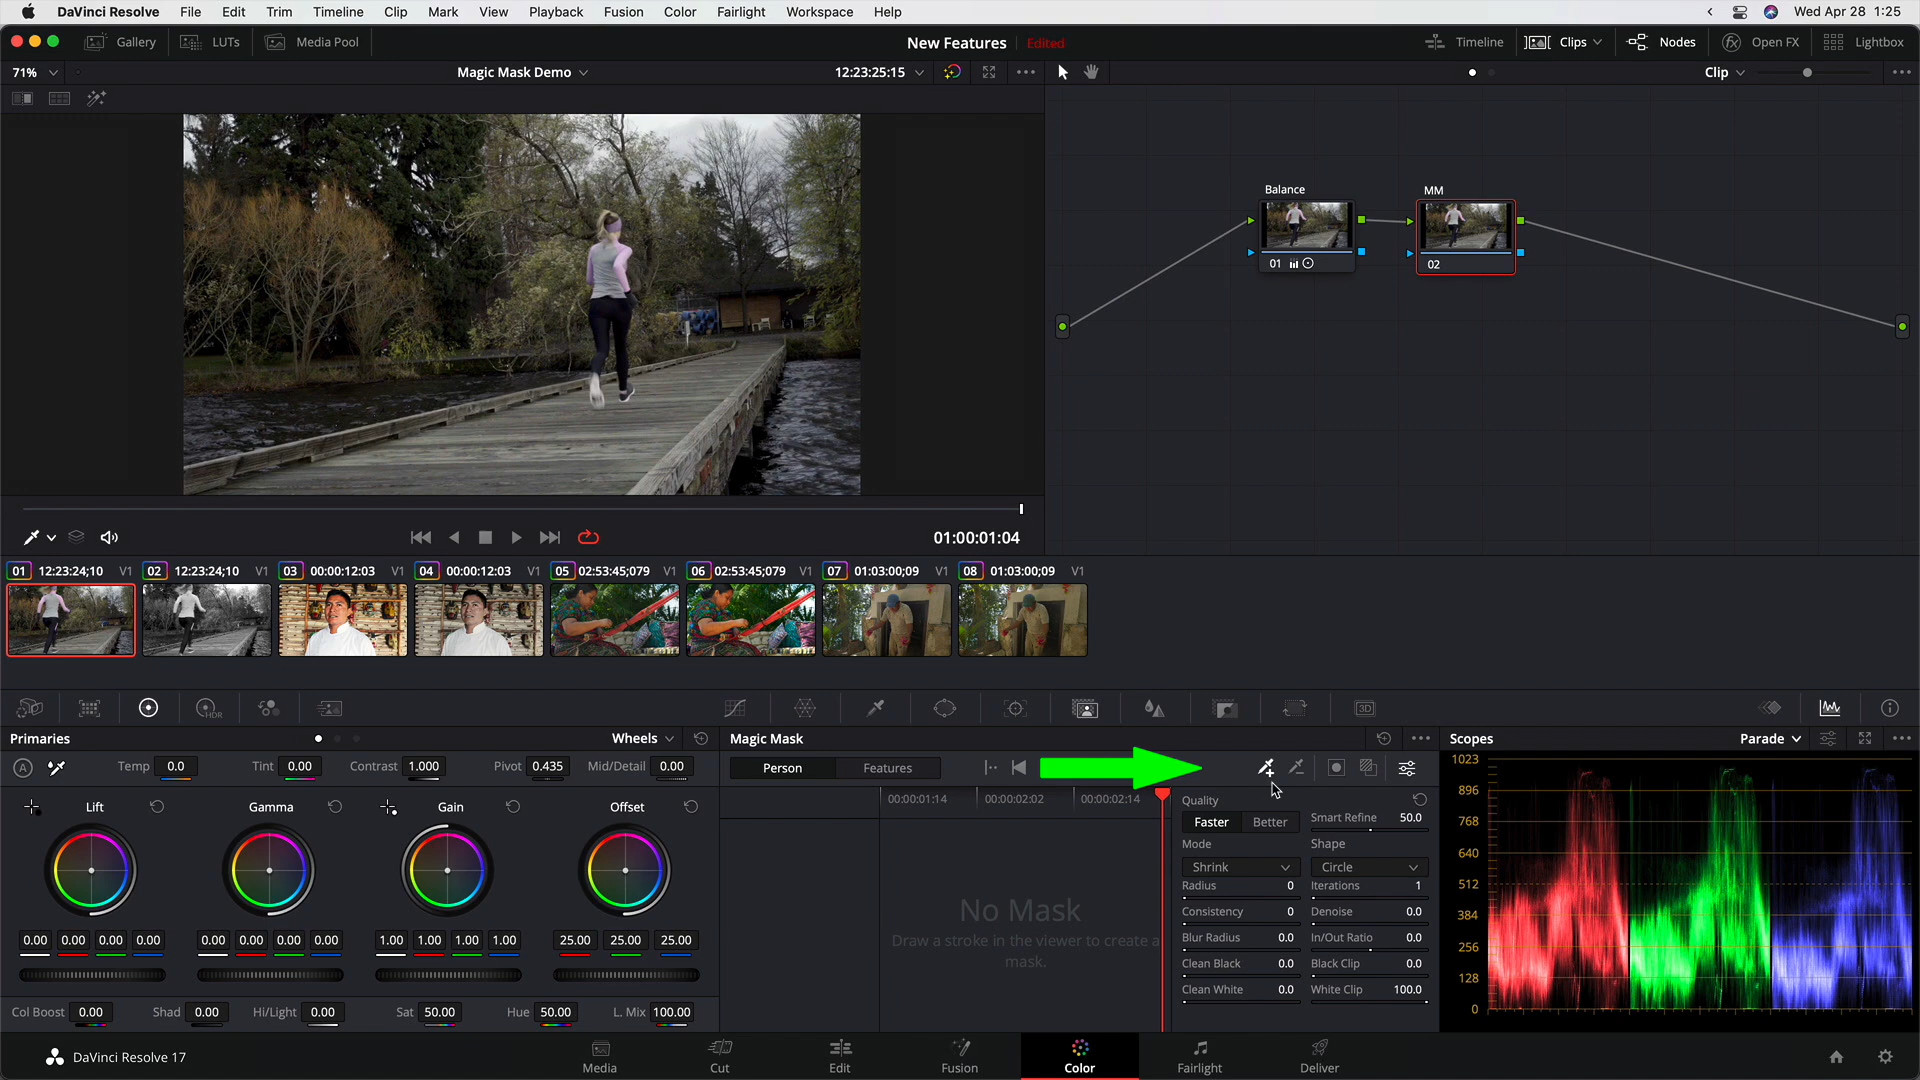 DaVinci Resolve File Edit Trim Timeline Clip Mark View Playback Fusion Color Fairlight Workspace Help Wed Apr 28 1:25
Gallery LUTs Media Pool New Features Edited Timeline Clips Nodes Open FX Lightbox
71% Magic Mask Demo 12:23:25:15 Clip
Balance MM
01 02
01:00:01:04
01 12:23:24;10 V1 02 12:23:24;10 V1 03 00:00:12:03 V1 04 00:00:12:03 V1 05 02:53:45;079 V1 06 02:53:45;079 V1 07 01:03:00;09 V1 08 01:03:00;09 V1
HDR 3D
Primaries Wheels Magic Mask Scopes Parade
A Temp 0.0 Tint 0.00 Contrast 1.000 Pivot 0.435 Mid/Detail 0.00 Person Features
Lift Gamma Gain Offset
00:00:01:14 00:00:02:02 00:00:02:14
Quality
Faster Better Smart Refine 50.0
Mode Shape
Shrink Circle
Radius 0 Iterations 1
Consistency 0 Denoise 0.0
Blur Radius 0.0 In/Out Ratio 0.0
Clean Black 0.0 Black Clip 0.0
Clean White 0.0 White Clip 100.0
No Mask
Draw a stroke in the viewer to create a
mask.
0.00 0.00 0.00 0.00 0.00 0.00 0.00 0.00 1.00 1.00 1.00 1.00 25.00 25.00 25.00
Col Boost 0.00 Shad 0.00 Hi/Light 0.00 Sat 50.00 Hue 50.00 L. Mix 100.00
1023
896
768
640
512
384
256
128
0
DaVinci Resolve 17 Media Cut Edit Fusion Color Fairlight Deliver